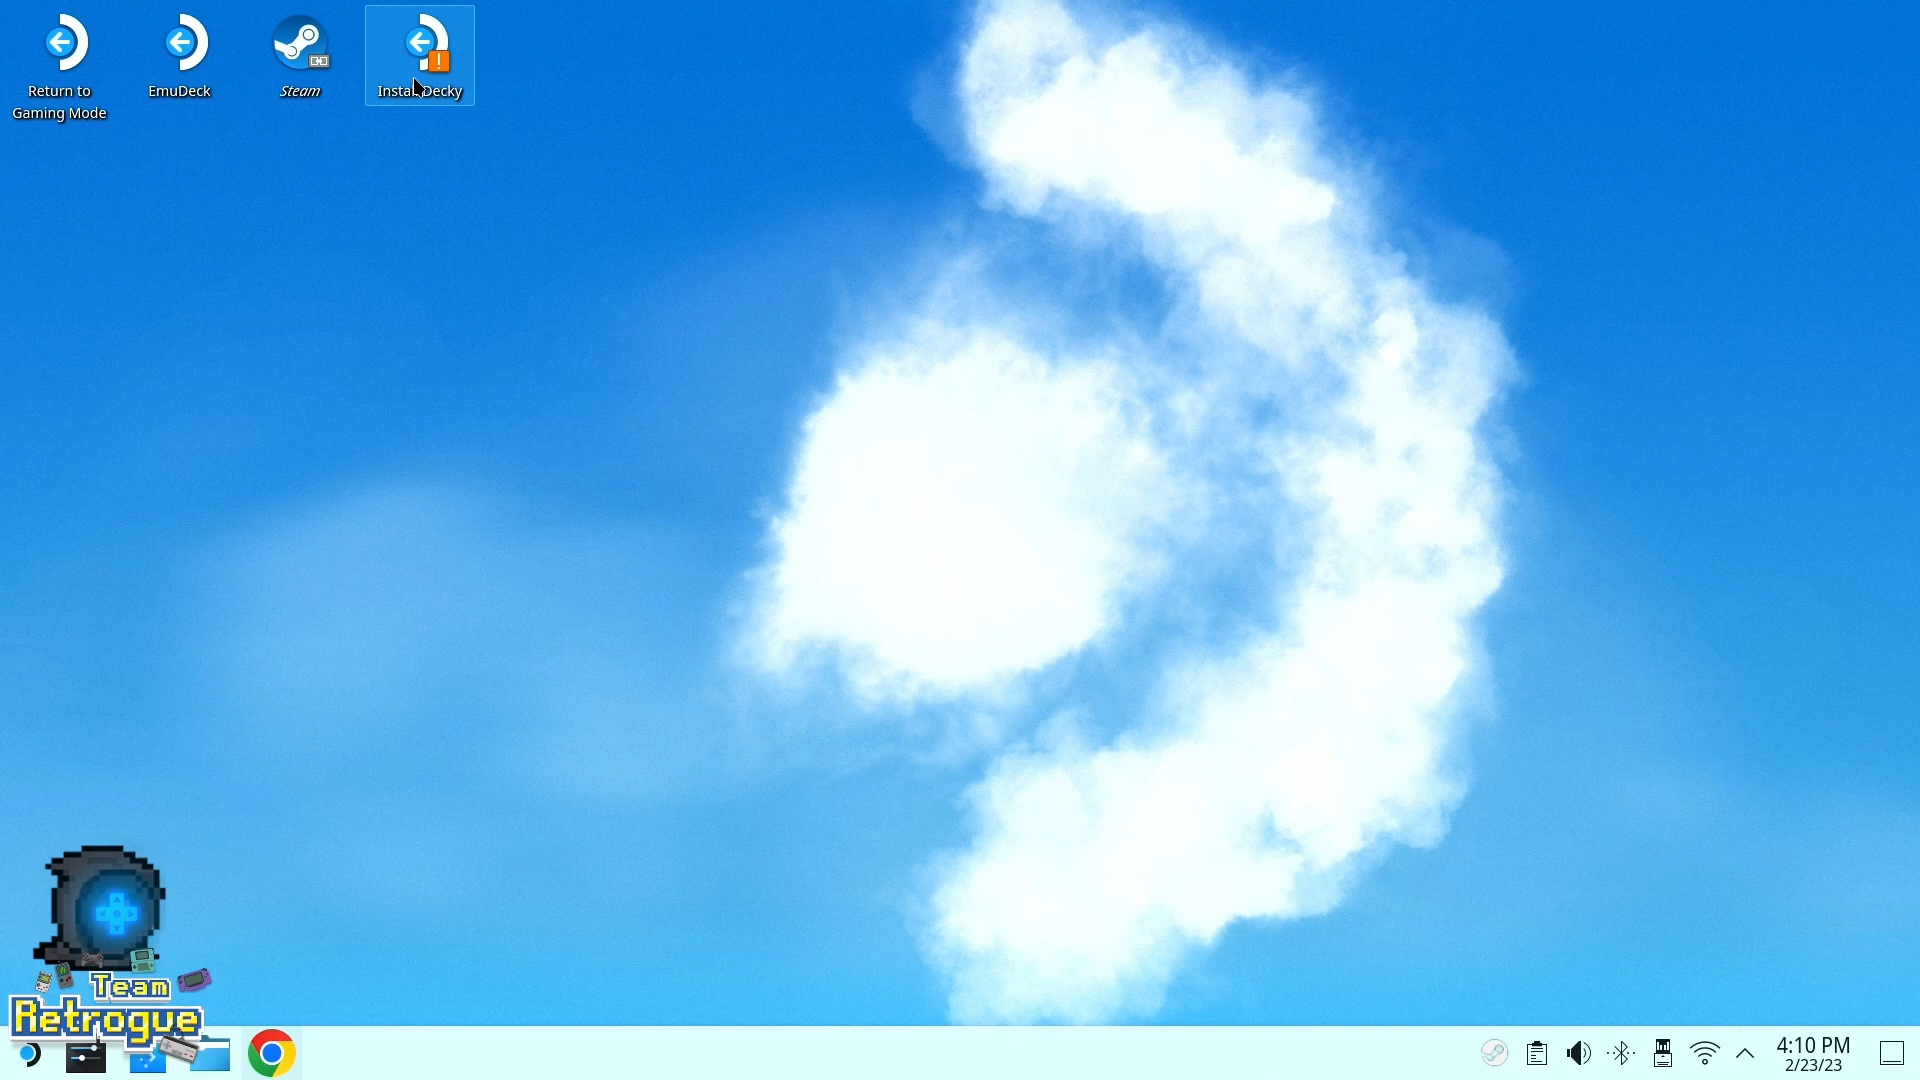 Return to
Gaming Mode
EmuDeck
Steam
Install Decky
Team
Retrogue
4:10 PM
2/23/23